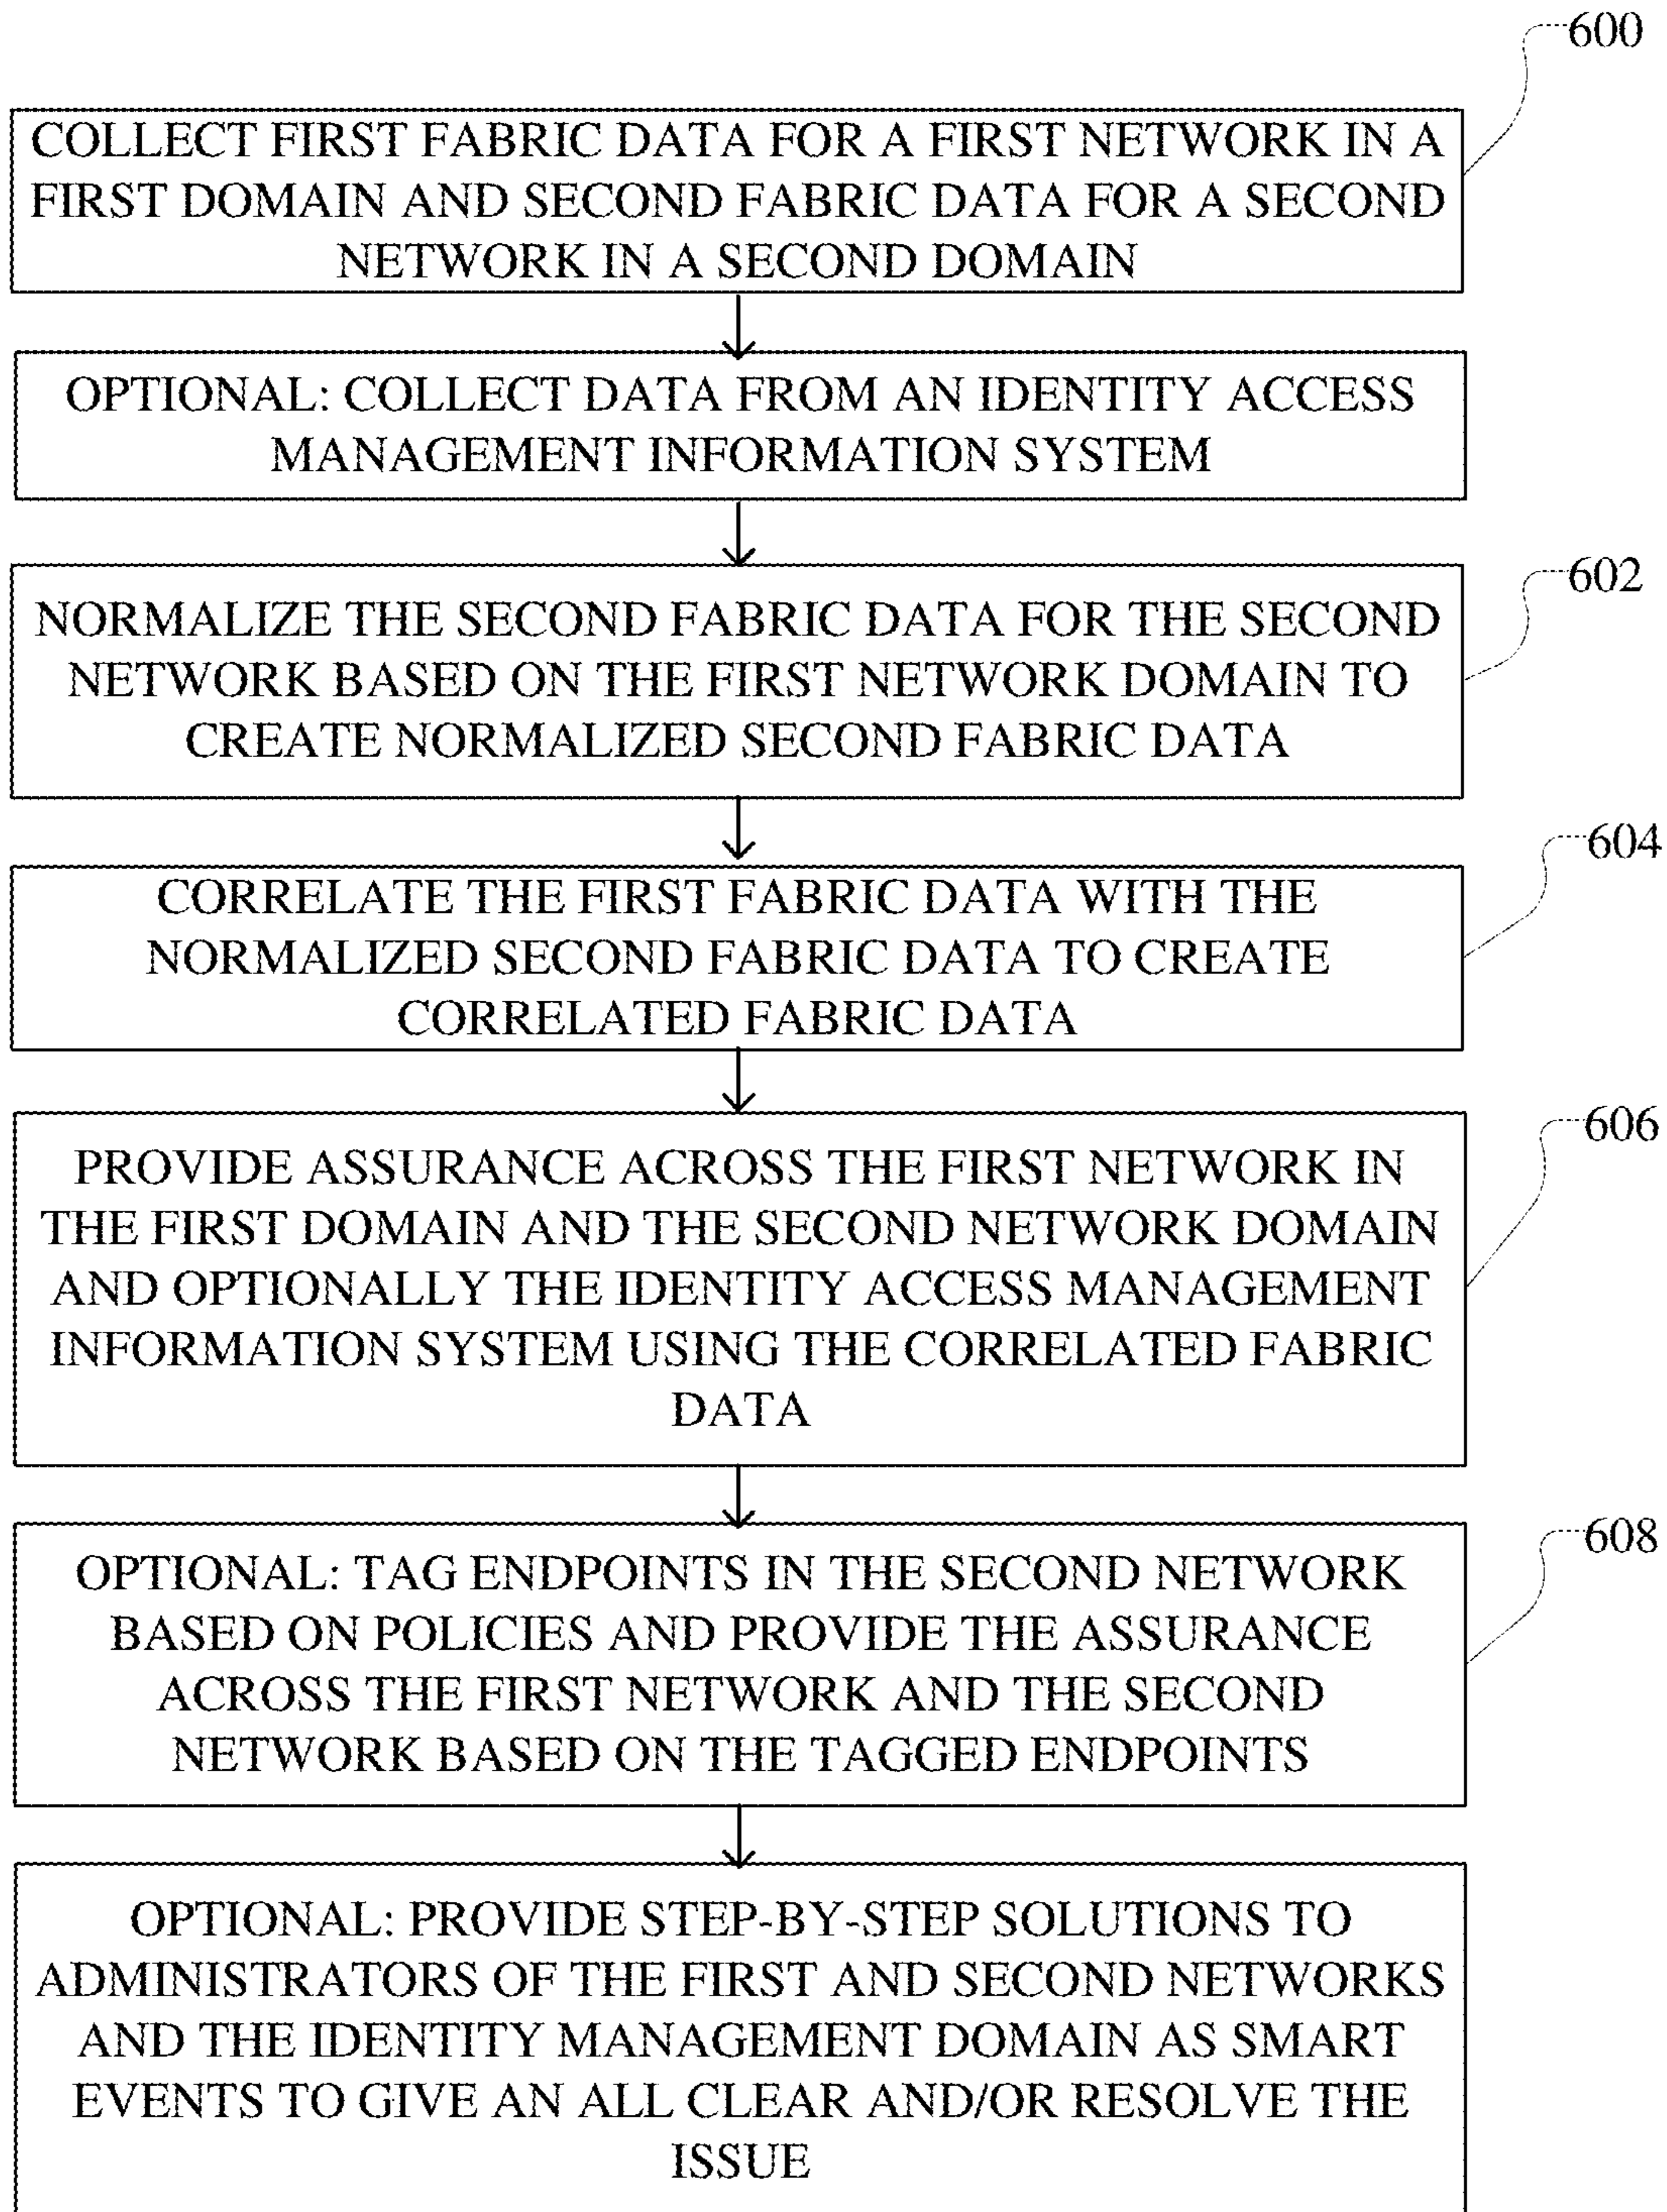 600
COLLECT FIRST FABRIC DATA FOR A FIRST NETWORK IN A
FIRST DOMAIN AND SECOND FABRIC DATA FOR A SECOND
NETWORK IN A SECOND DOMAIN
OPTIONAL: COLLECT DATA FROM AN IDENTITY ACCESS
MANAGEMENT INFORMATION SYSTEM
602
NORMALIZE THE SECOND FABRIC DATA FOR THE SECOND
NETWORK BASED ON THE FIRST NETWORK DOMAIN TO
CREATE NORMALIZED SECOND FABRIC DATA
604
CORRELATE THE FIRST FABRIC DATA WITH THE
NORMALIZED SECOND FABRIC DATA TO CREATE
CORRELATED FABRIC DATA
606
PROVIDE ASSURANCE ACROSS THE FIRST NETWORK IN
THE FIRST DOMAIN AND THE SECOND NETWORK DOMAIN
AND OPTIONALLY THE IDENTITY ACCESS MANAGEMENT
INFORMATION SYSTEM USING THE CORRELATED FABRIC
DATA
608
OPTIONAL: TAG ENDPOINTS IN THE SECOND NETWORK
BASED ON POLICIES AND PROVIDE THE ASSURANCE
ACROSS THE FIRST NETWORK AND THE SECOND
NETWORK BASED ON THE TAGGED ENDPOINTS
OPTIONAL: PROVIDE STEP-BY-STEP SOLUTIONS TO
ADMINISTRATORS OF THE FIRST AND SECOND NETWORKS
AND THE IDENTITY MANAGEMENT DOMAIN AS SMART
EVENTS TO GIVE AN ALL CLEAR AND/OR RESOLVE THE
ISSUE